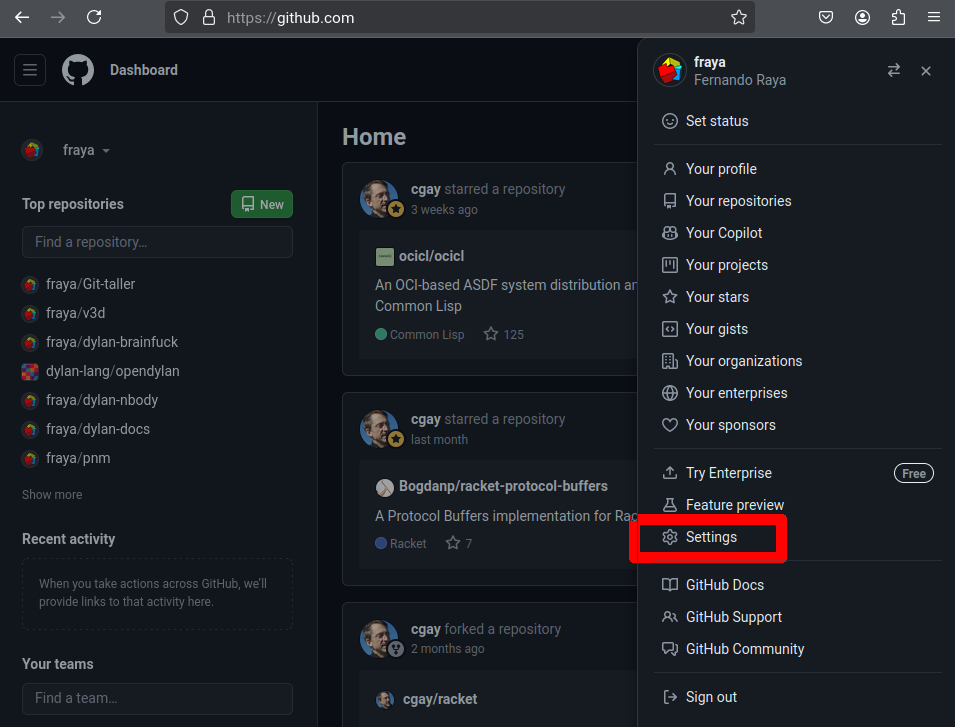 https://github.com
Dashboard
fraya
Fernando Raya
Set status
Your profile
Your repositories
Your Copilot
Your projects
Your stars
Your gists
Your organizations
Your enterprises
Your sponsors
Try Enterprise
Free
Feature preview
Settings
GitHub Docs
GitHub Support
GitHub Community
Sign out
fraya
Top repositories
New
Find a repository…
fraya/Git-taller
fraya/v3d
fraya/dylan-brainfuck
dylan-lang/opendylan
fraya/dylan-nbody
fraya/dylan-docs
fraya/pnm
Show more
Recent activity
When you take actions across GitHub, we'll
provide links to that activity here.
Your teams
Find a team…
Home
cgay starred a repository
3 weeks ago
ocicl/ocicl
An OCI-based ASDF system distribution an
Common Lisp
Common Lisp 125
cgay starred a repository
last month
Bogdanp/racket-protocol-buffers
A Protocol Buffers implementation for Rac
Racket 7
cgay forked a repository
2 months ago
cgay/racket